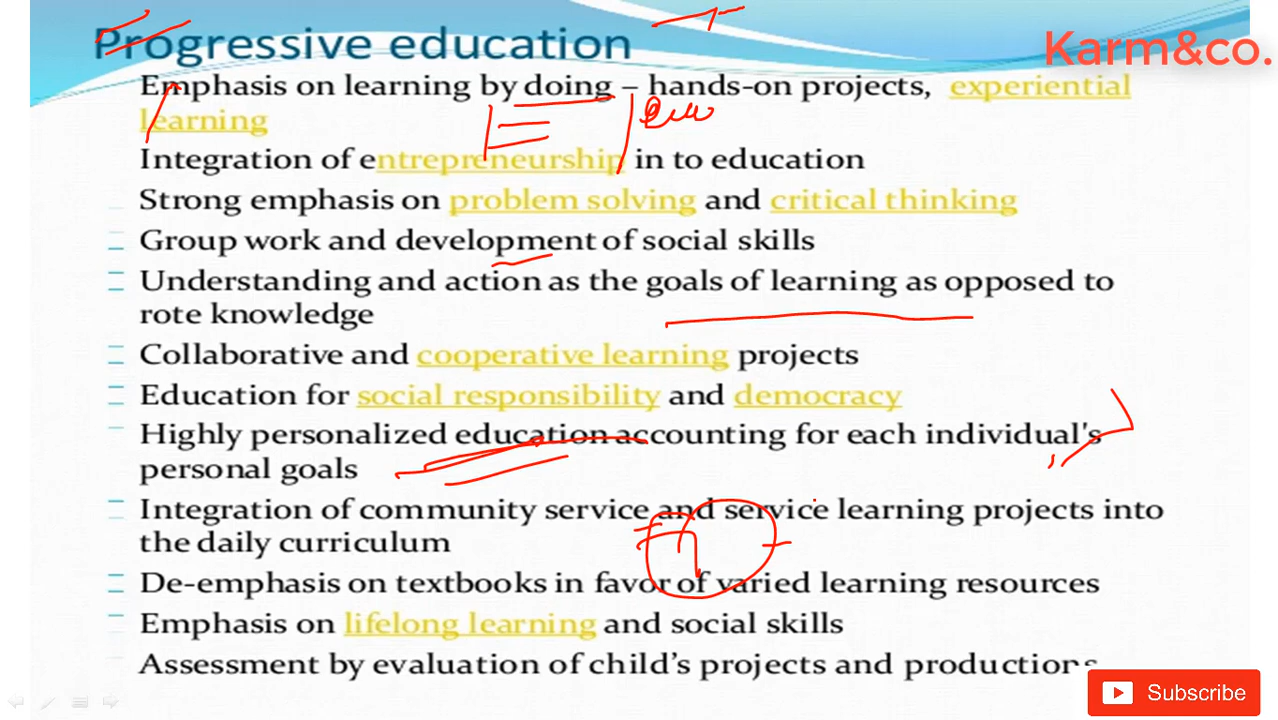 Progressive education
Karm&co.
Emphasis on learning by doing – hands-on projects, experiential
learning
Integration of entrepreneurship in to education
Strong emphasis on problem solving and critical thinking
Group work and development of social skills
Understanding and action as the goals of learning as opposed to
rote knowledge
Collaborative and cooperative learning projects
Education for social responsibility and democracy
Highly personalized education accounting for each individual's
personal goals
Integration of community service and service learning projects into
the daily curriculum
De-emphasis on textbooks in favor of varied learning resources
Emphasis on lifelong learning and social skills
Assessment by evaluation of child's projects and productions
Subscribe